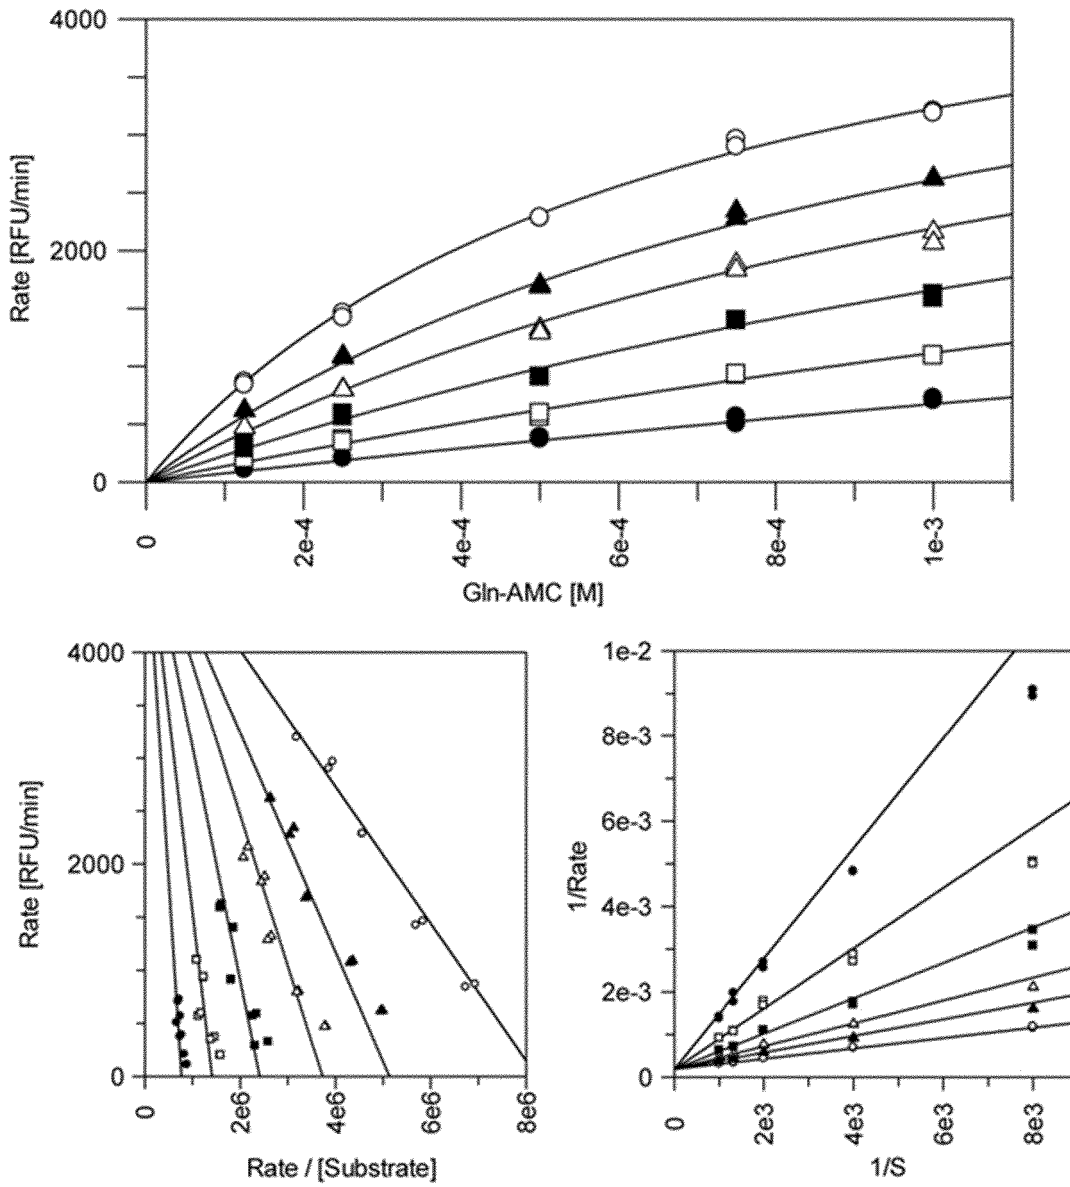 4000
2000
0
Rate [RFU/min]
0
2e-4
4e-4
6e-4
8e-4
1e-3
Gln-AMC [M]
4000
2000
0
Rate [RFU/min]
0
2e6
4e6
6e6
8e6
Rate / [Substrate]
1e-2
8e-3
6e-3
4e-3
2e-3
0
1/Rate
0
2e3
4e3
8e3
1/S